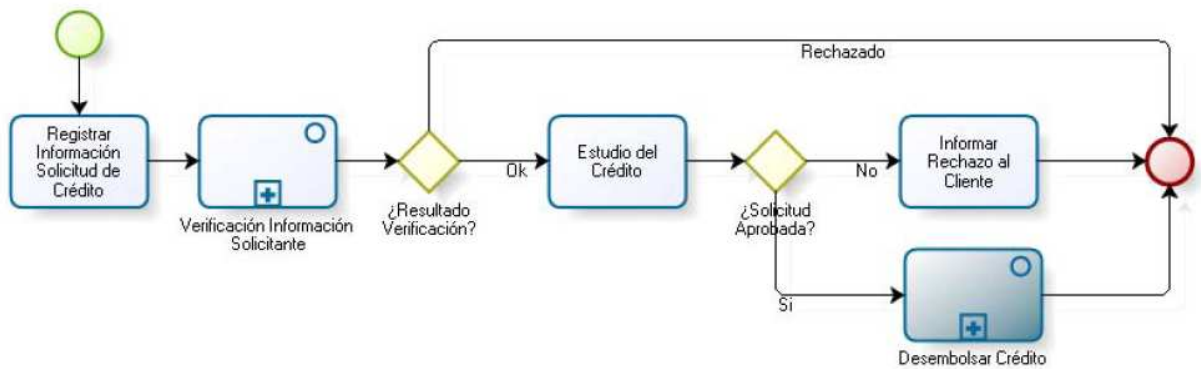 Rechazado
Registrar
Información
Solicitud de
Crédito
Verificación Información
Solicitante
¿Resultado
Verificación?
Ok
Estudio del
Crédito
¿Solicitud
Aprobada?
No
Informar
Rechazo al
Cliente
Si
Desembolsar Crédito